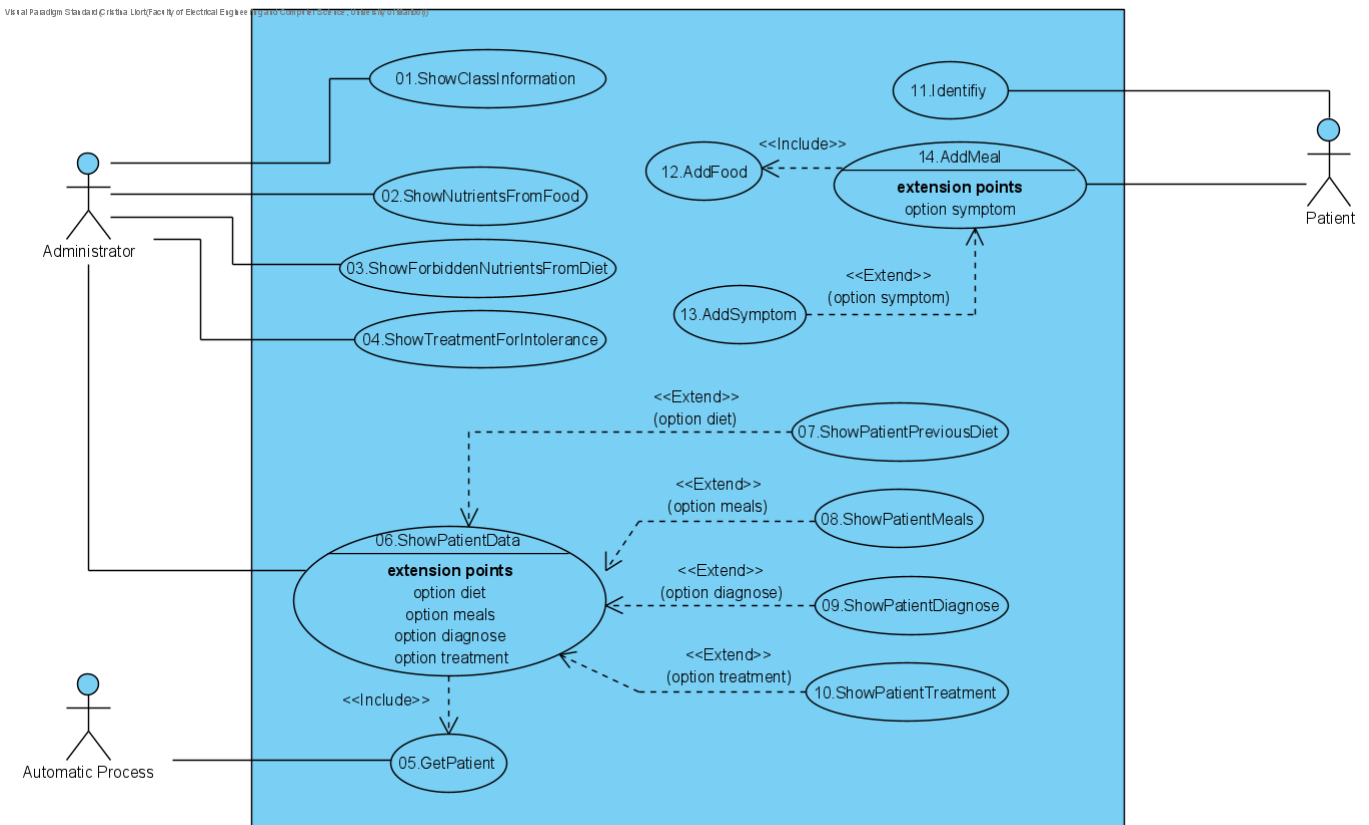 Visual Paradigm Standard(Cristina Llort(Faculty of Electrical Engineering and Computer Science, University of Maribor))
01.ShowClassInformation
11.Identifiy
<<Include>>
14.AddMeal
12.AddFood
extension points
02.ShowNutrientsFromFood
option symptom
Patient
Administrator
03.ShowForbiddenNutrientsFromDiet
<<Extend>>
(option symptom)
13.AddSymptom
04.ShowTreatmentForIntolerance
<<Extend>>
(option diet)
07.ShowPatientPreviousDiet
<<Extend>>
(option meals)
08.ShowPatientMeals
06.ShowPatientData
extension points
option diet
option meals
option diagnose
option treatment
<<Extend>>
(option diagnose)
09.ShowPatientDiagnose
<<Extend>>
(option treatment)
10.ShowPatientTreatment
<<Include>>
05.GetPatient
Automatic Process